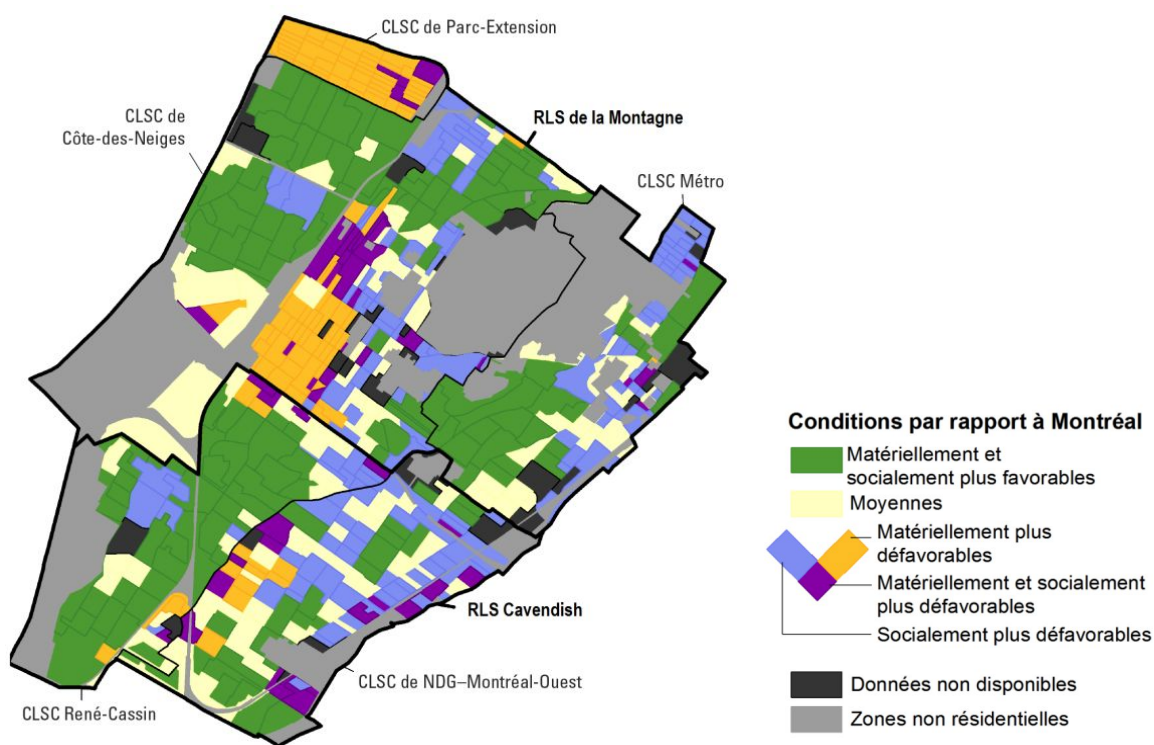 CLSC de Parc-Extension
CLSC de
Côte-des-Neiges
RLS de la Montagne
CLSC Métro
RLS Cavendish
CLSC de NDG–Montréal-Ouest
CLSC René-Cassin
Conditions par rapport à Montréal
Matériellement et
socialement plus favorables
Moyennes
Matériellement plus
défavorables
Matériellement et socialement
plus défavorables
Socialement plus défavorables
Données non disponibles
Zones non résidentielles